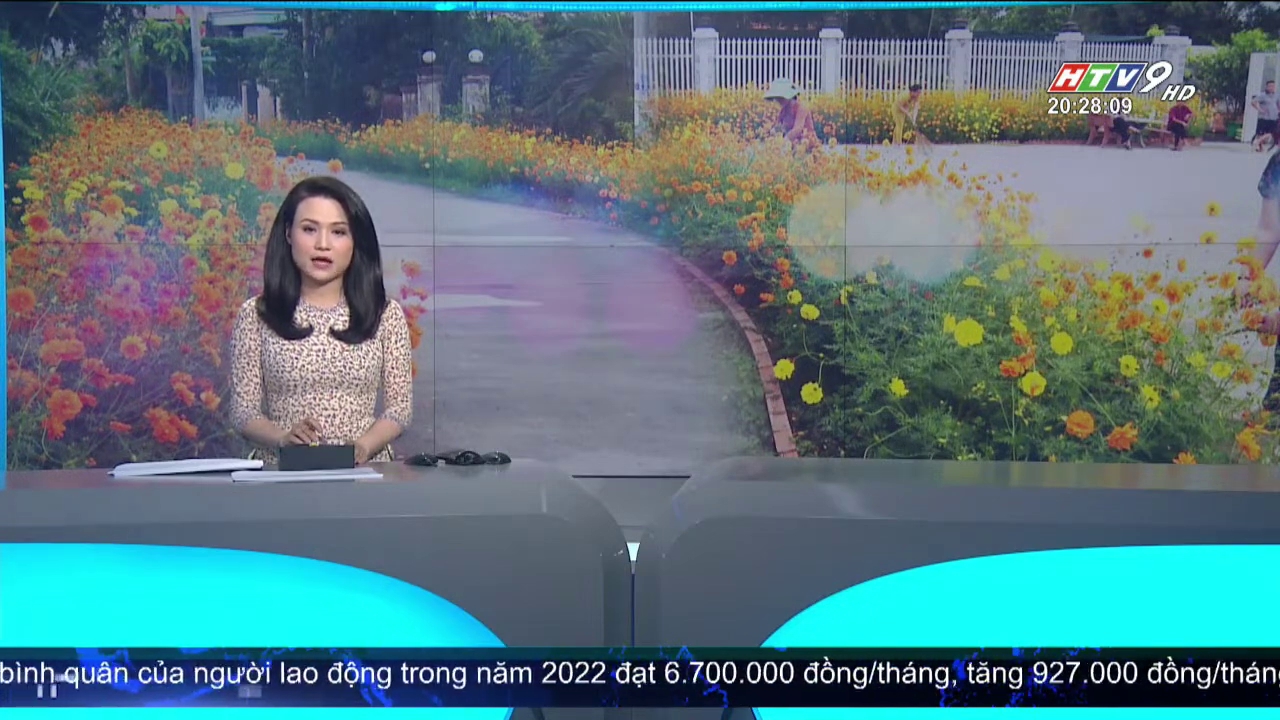 HTV9
HD
20:28:09
bình quân của người lao động trong năm 2022 đạt 6.700.000 đồng/tháng, tăng 927.000 đồng/tháng